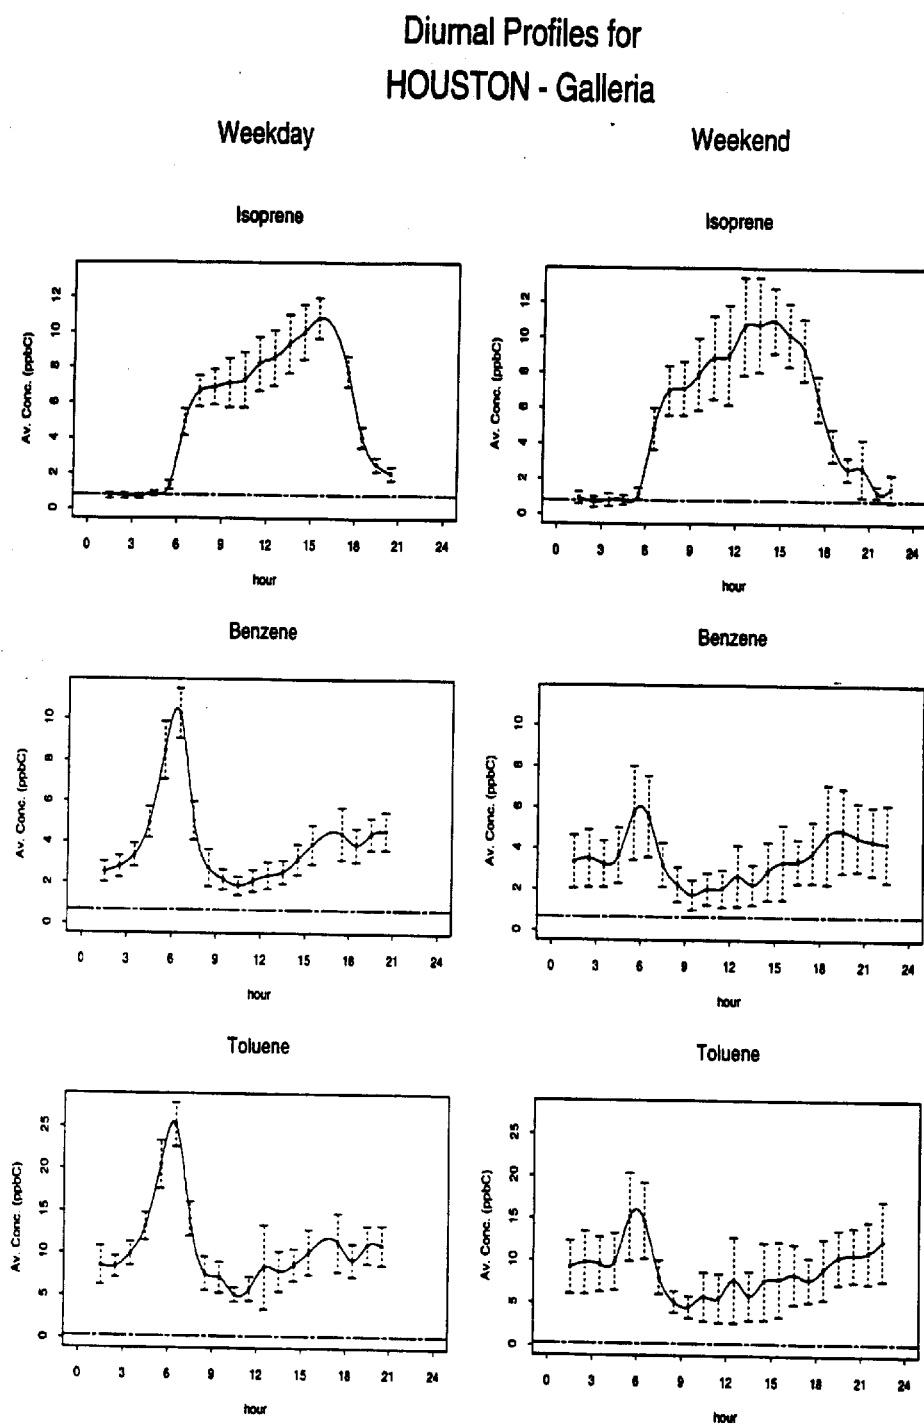 Diurnal Profiles for
HOUSTON - Galleria
Weekday
Weekend
Isoprene
Av. Conc. (ppbC)
0 2 4 6 8 10 12
0 3 6 9 12 15 18 21 24
hour
Isoprene
Av. Conc. (ppbC)
0 2 4 6 8 10 12
0 3 6 9 12 15 18 21 24
hour
Benzene
Av. Conc. (ppbC)
0 2 4 6 8 10
0 3 6 9 12 15 18 21 24
hour
Benzene
Av. Conc. (ppbC)
0 2 4 6 8 10
0 3 6 9 12 15 18 21 24
hour
Toluene
Av. Conc. (ppbC)
0 5 10 15 20 25
0 3 6 9 12 15 18 21 24
hour
Toluene
Av. Conc. (ppbC)
0 5 10 15 20 25
0 3 6 9 12 15 18 21 24
hour